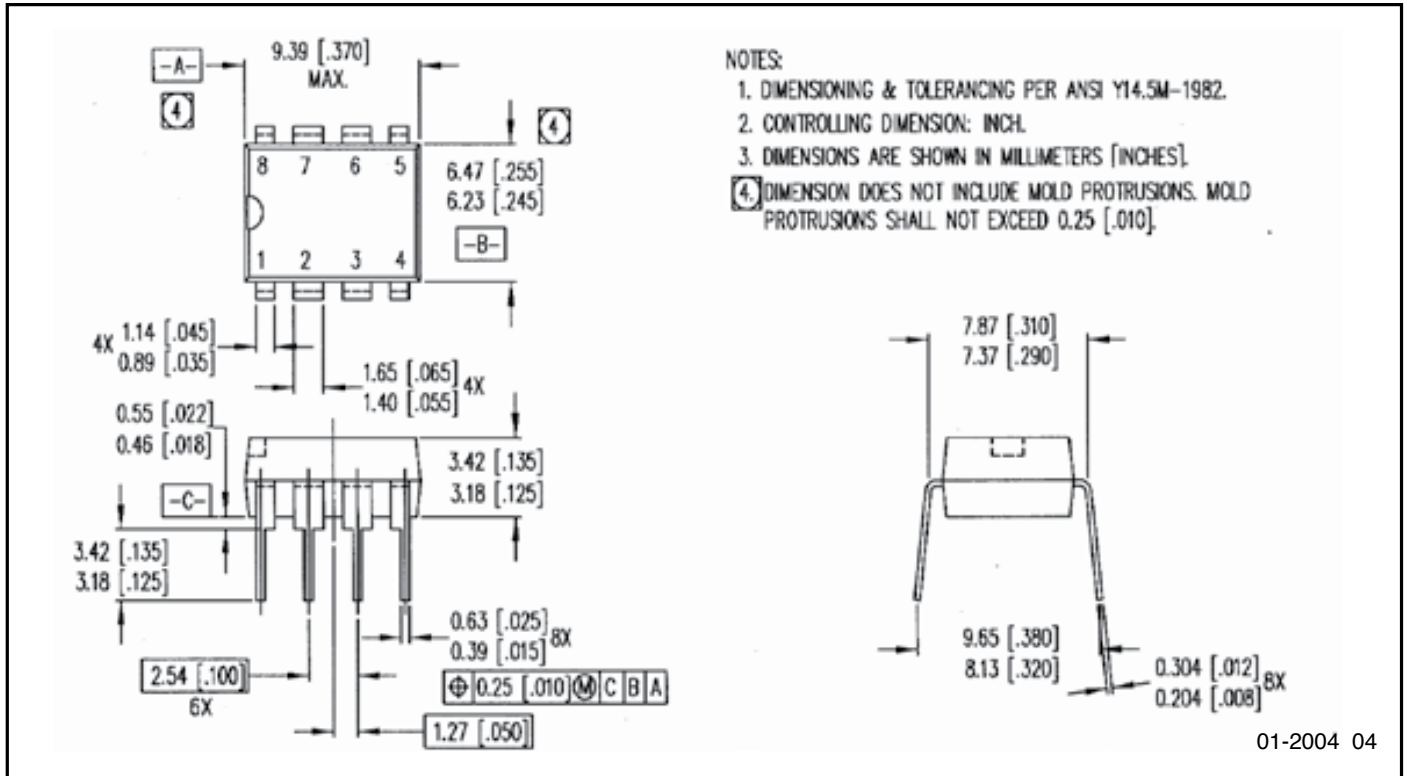 -A-
4
9.39 [.370]
MAX.
4
8 7 6 5
1 2 3 4
6.47 [.255]
6.23 [.245]
-B-
4X 1.14 [.045]
0.89 [.035]
1.65 [.065] 4X
1.40 [.055]
0.55 [.022]
0.46 [.018]
-C-
3.42 [.135]
3.18 [.125]
3.42 [.135]
3.18 [.125]
0.63 [.025] 8X
0.39 [.015]
⌖ 0.25 [.010] Ⓜ C B A
2.54 [.100]
6X
1.27 [.050]
NOTES:
1. DIMENSIONING & TOLERANCING PER ANSI Y14.5M-1982.
2. CONTROLLING DIMENSION: INCH.
3. DIMENSIONS ARE SHOWN IN MILLIMETERS [INCHES].
4. DIMENSION DOES NOT INCLUDE MOLD PROTRUSIONS. MOLD
PROTRUSIONS SHALL NOT EXCEED 0.25 [.010].
7.87 [.310]
7.37 [.290]
9.65 [.380]
8.13 [.320]
0.304 [.012] 8X
0.204 [.008]
01-2004 04